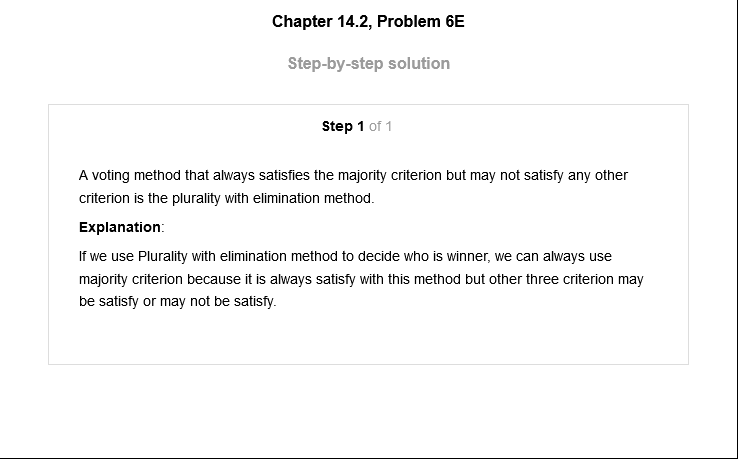 Chapter 14.2, Problem 6E
Step-by-step solution
Step 1 of 1
A voting method that always satisfies the majority criterion but may not satisfy any other
criterion is the plurality with elimination method.
Explanation:
If we use Plurality with elimination method to decide who is winner, we can always use
majority criterion because it is always satisfy with this method but other three criterion may
be satisfy or may not be satisfy.